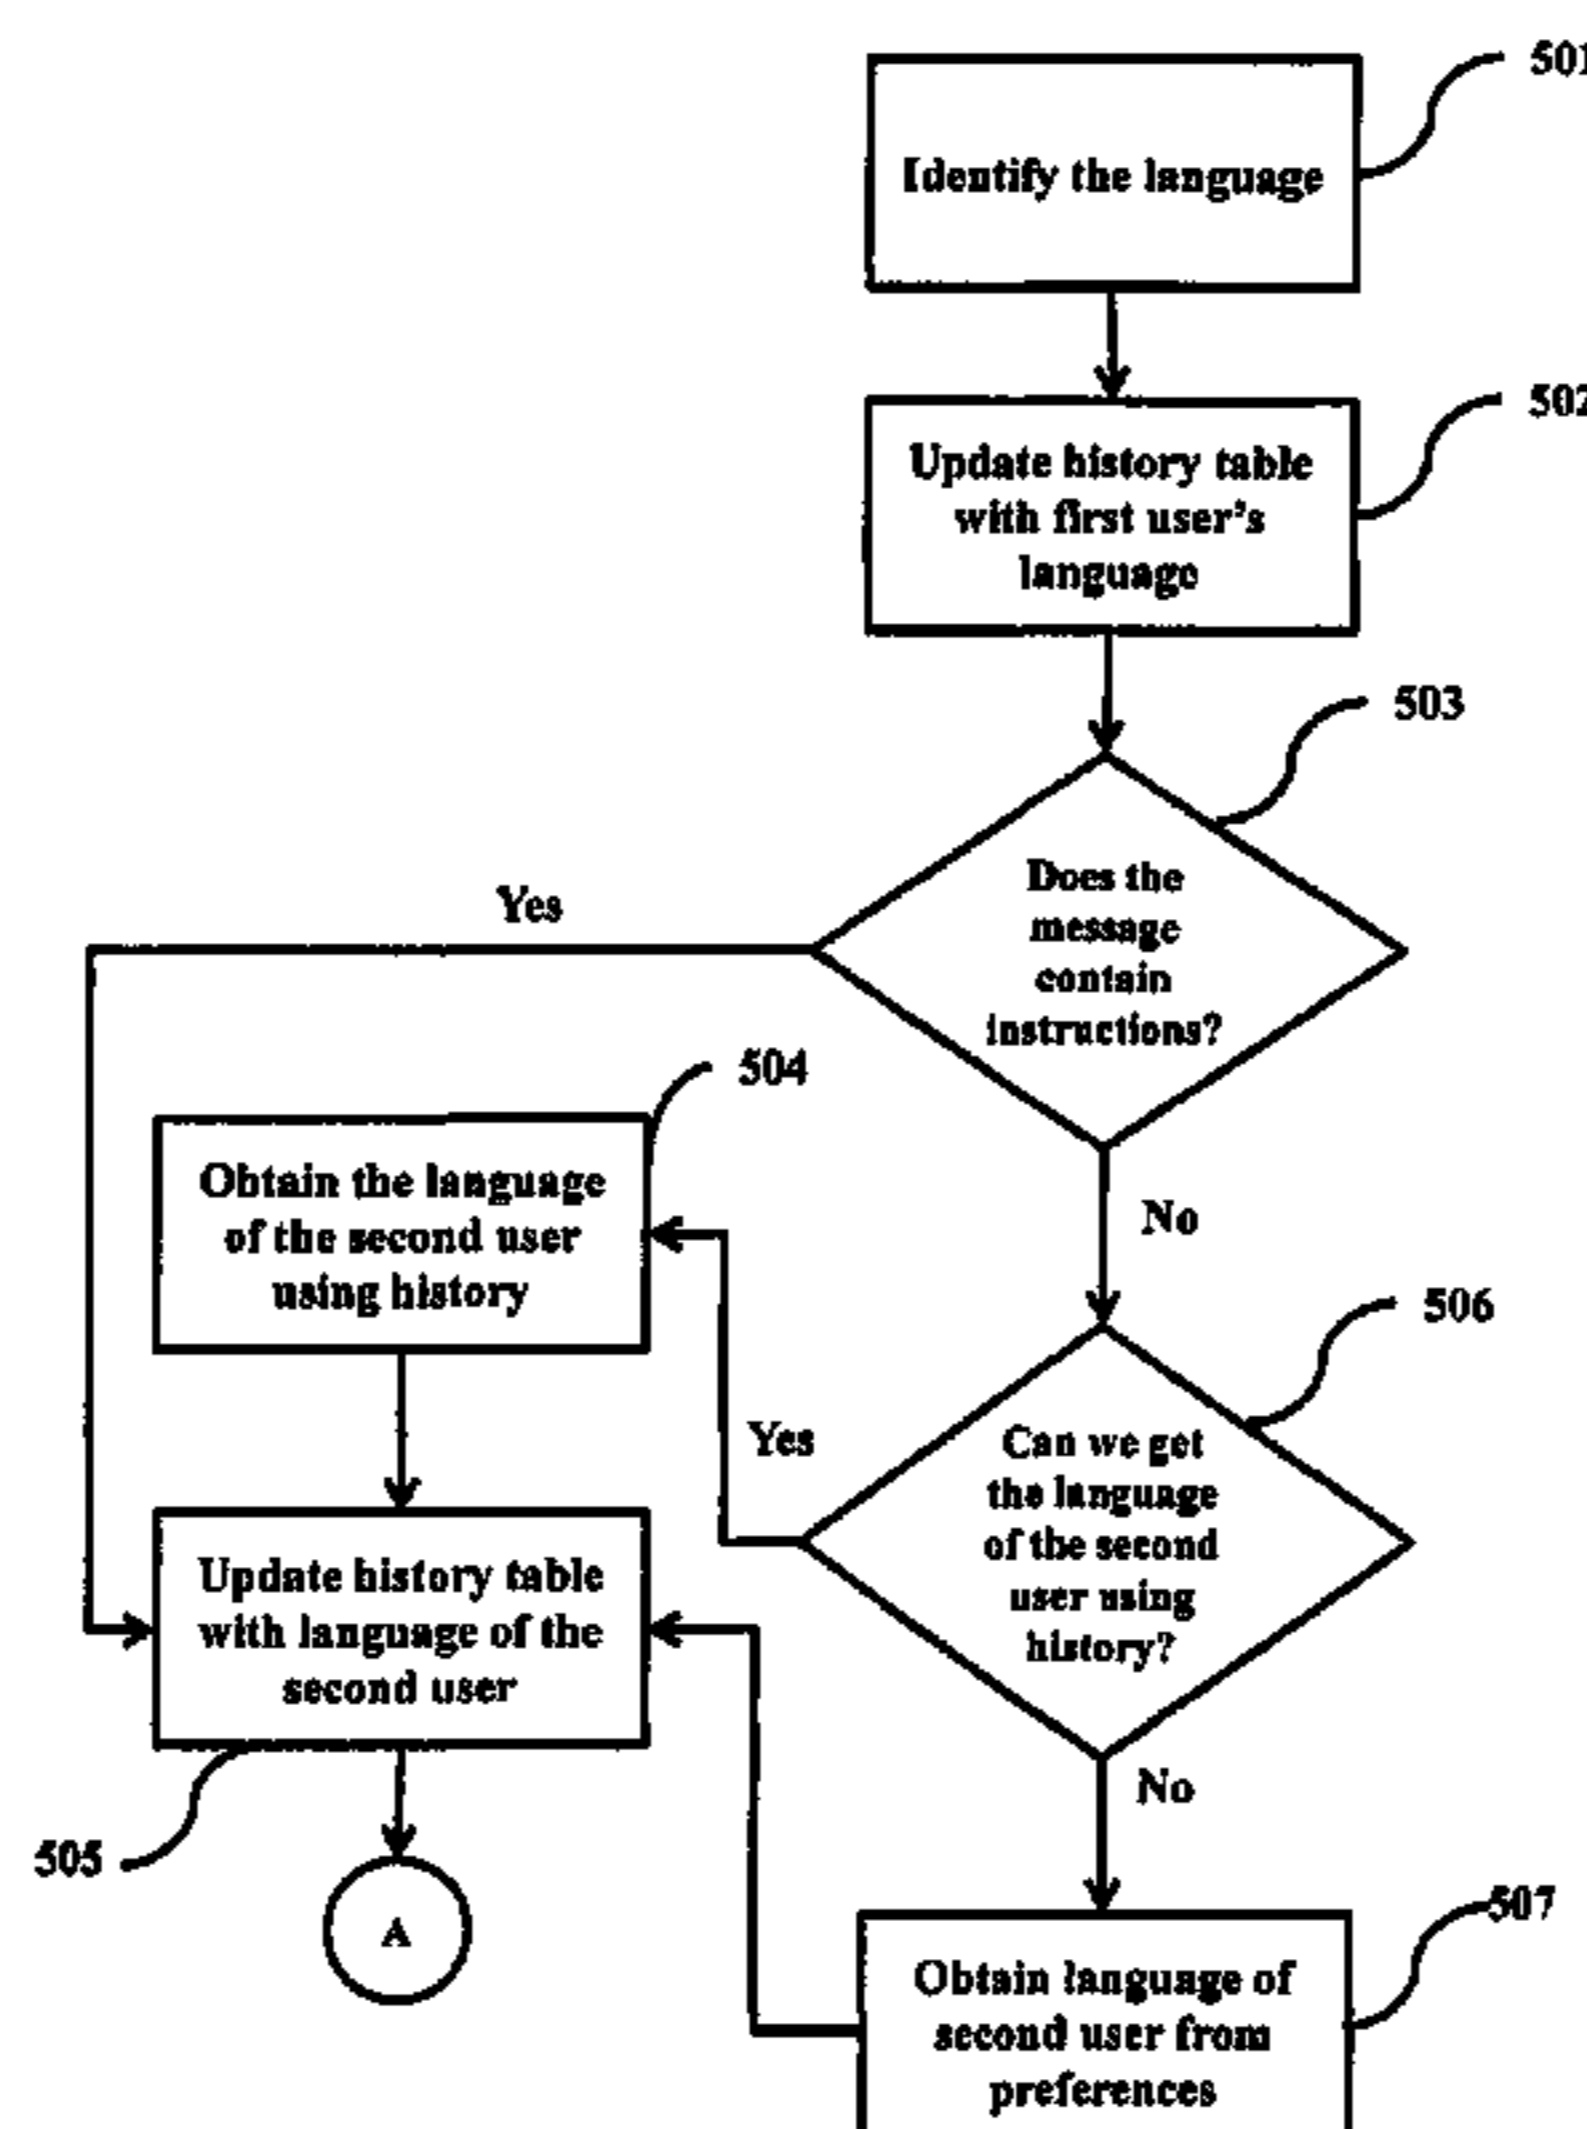 501
Identify the language
502
Update history table
with first user's
language
503
Does the
message
contain
instructions?
Yes
504
Obtain the language
of the second user
using history
No
506
Can we get
the language
of the second
user using
history?
Yes
Update history table
with language of the
second user
No
505
A
507
Obtain language of
second user from
preferences